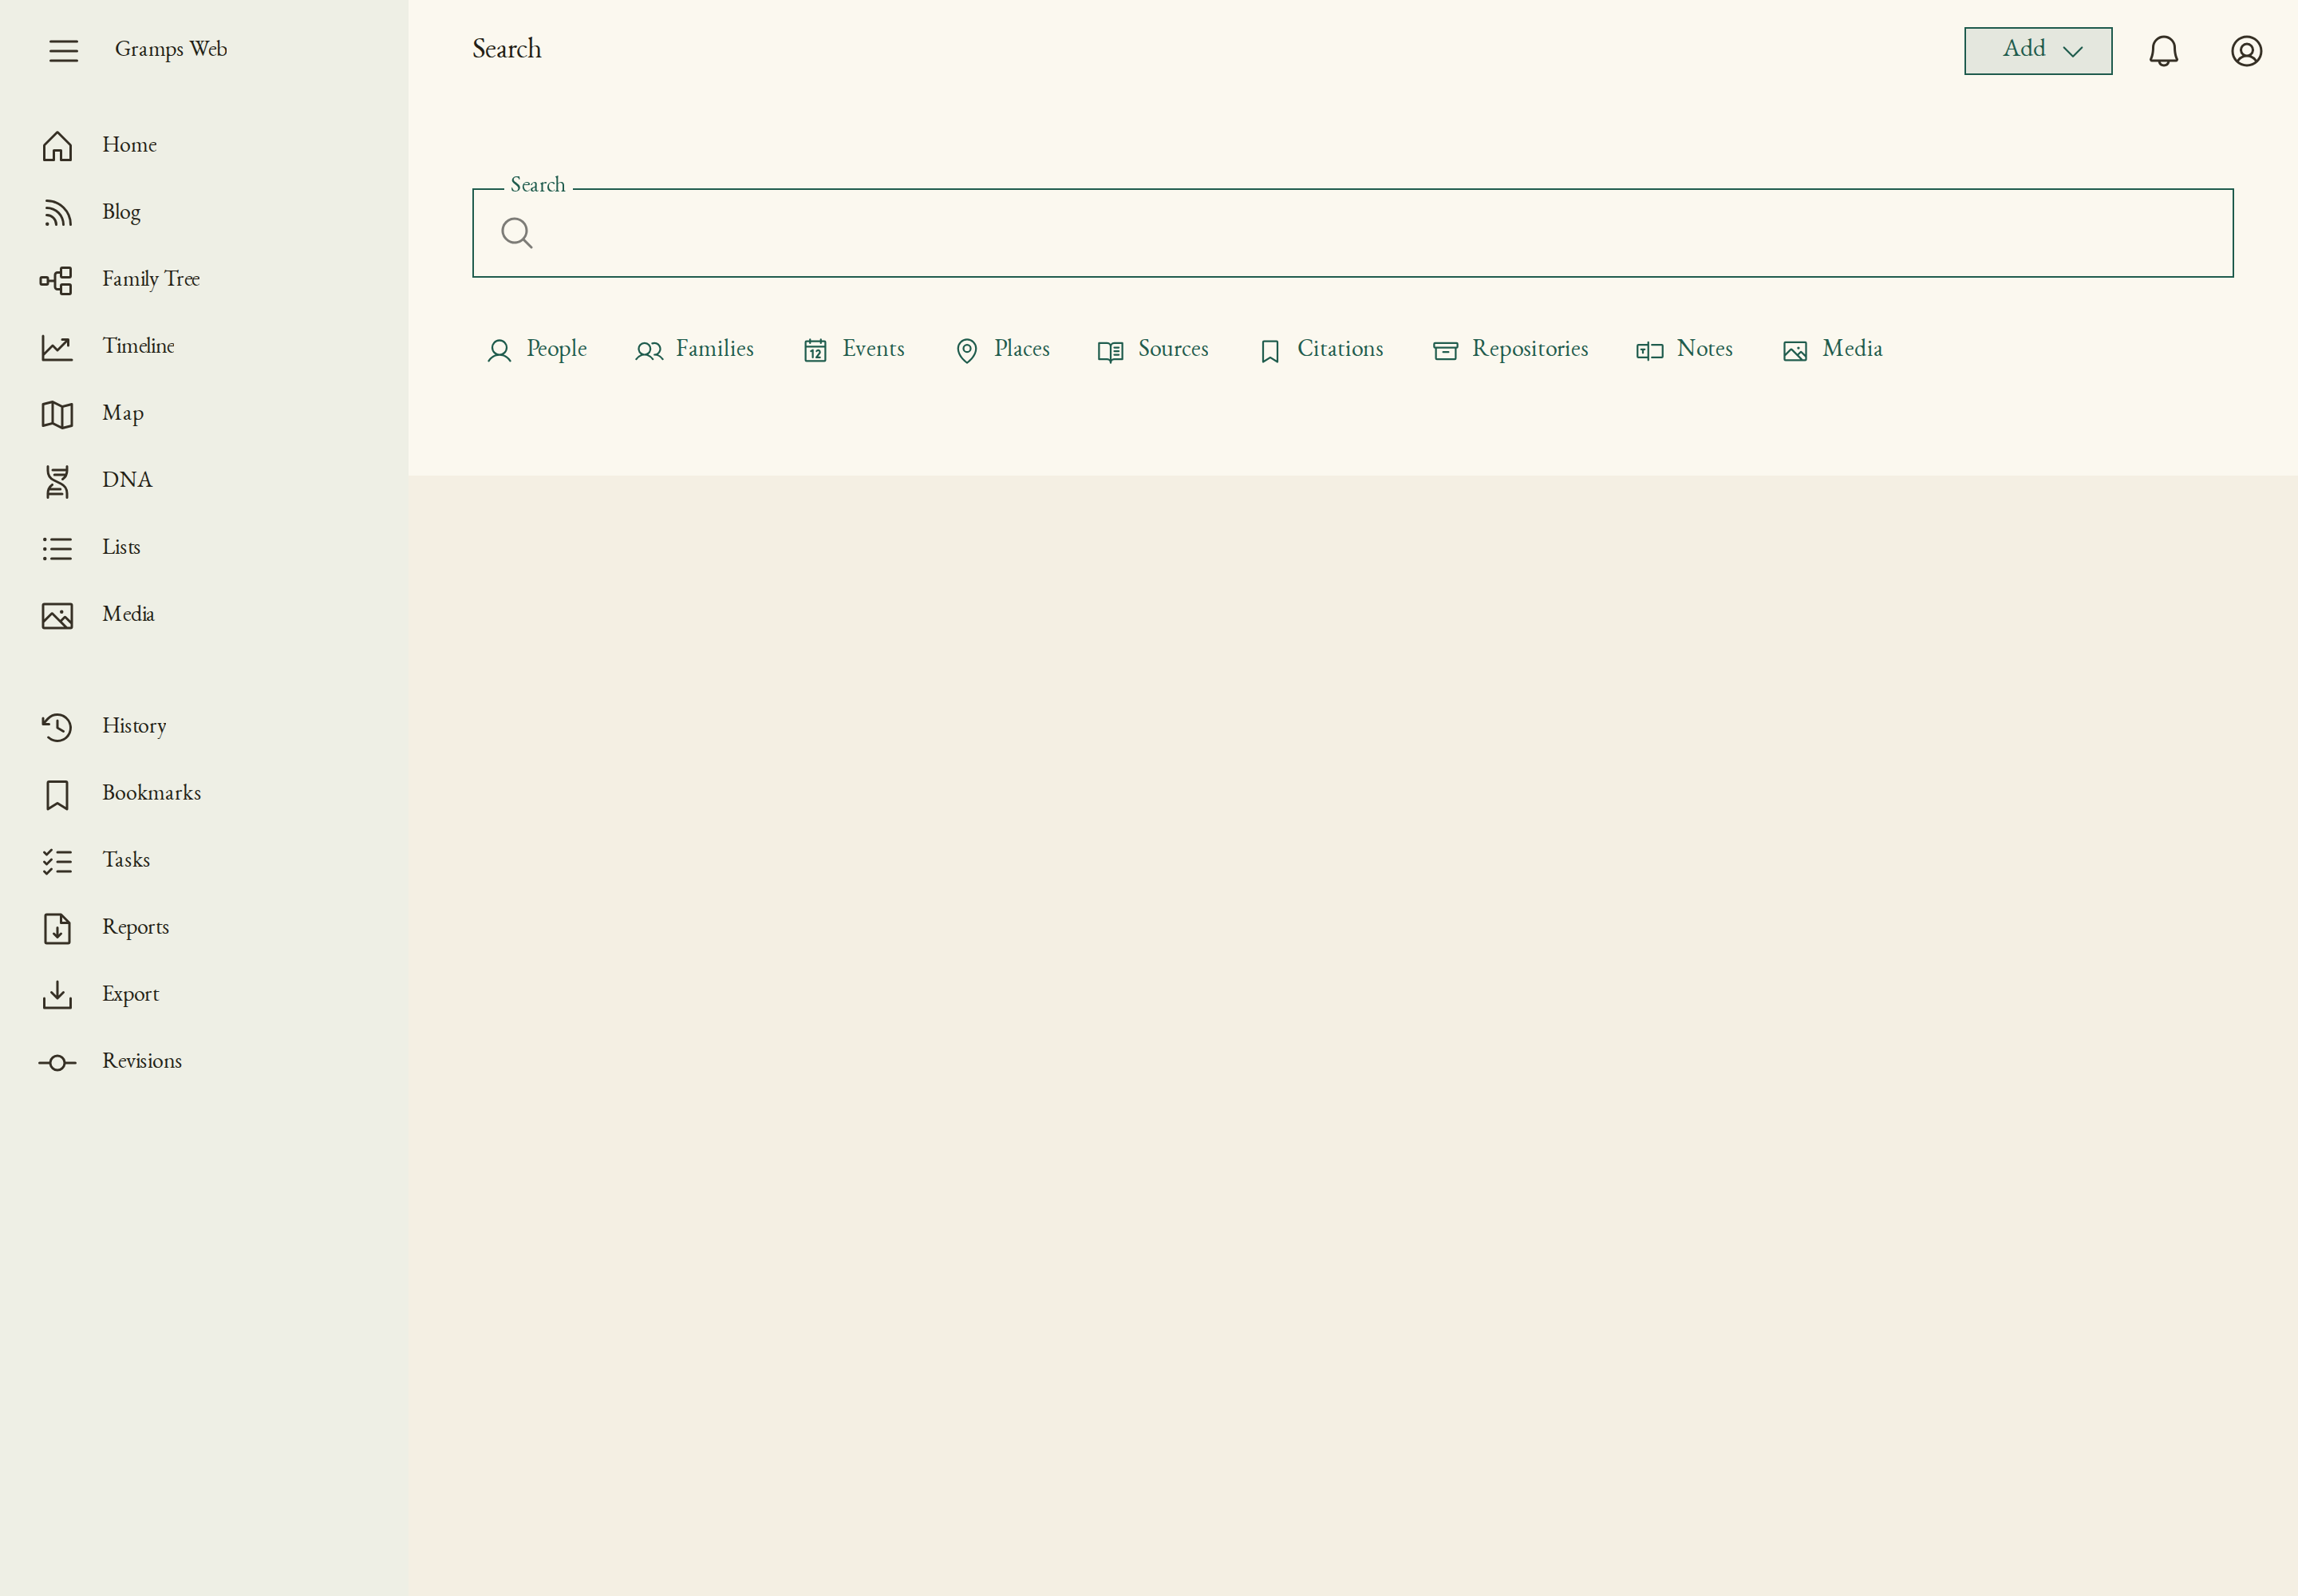 Gramps Web
Home
Blog
Family Tree
Timeline
Map
DNA
Lists
Media
History
Bookmarks
Tasks
Reports
Export
Revisions
Search
Add
Search
People Families Events Places Sources Citations Repositories Notes Media
12